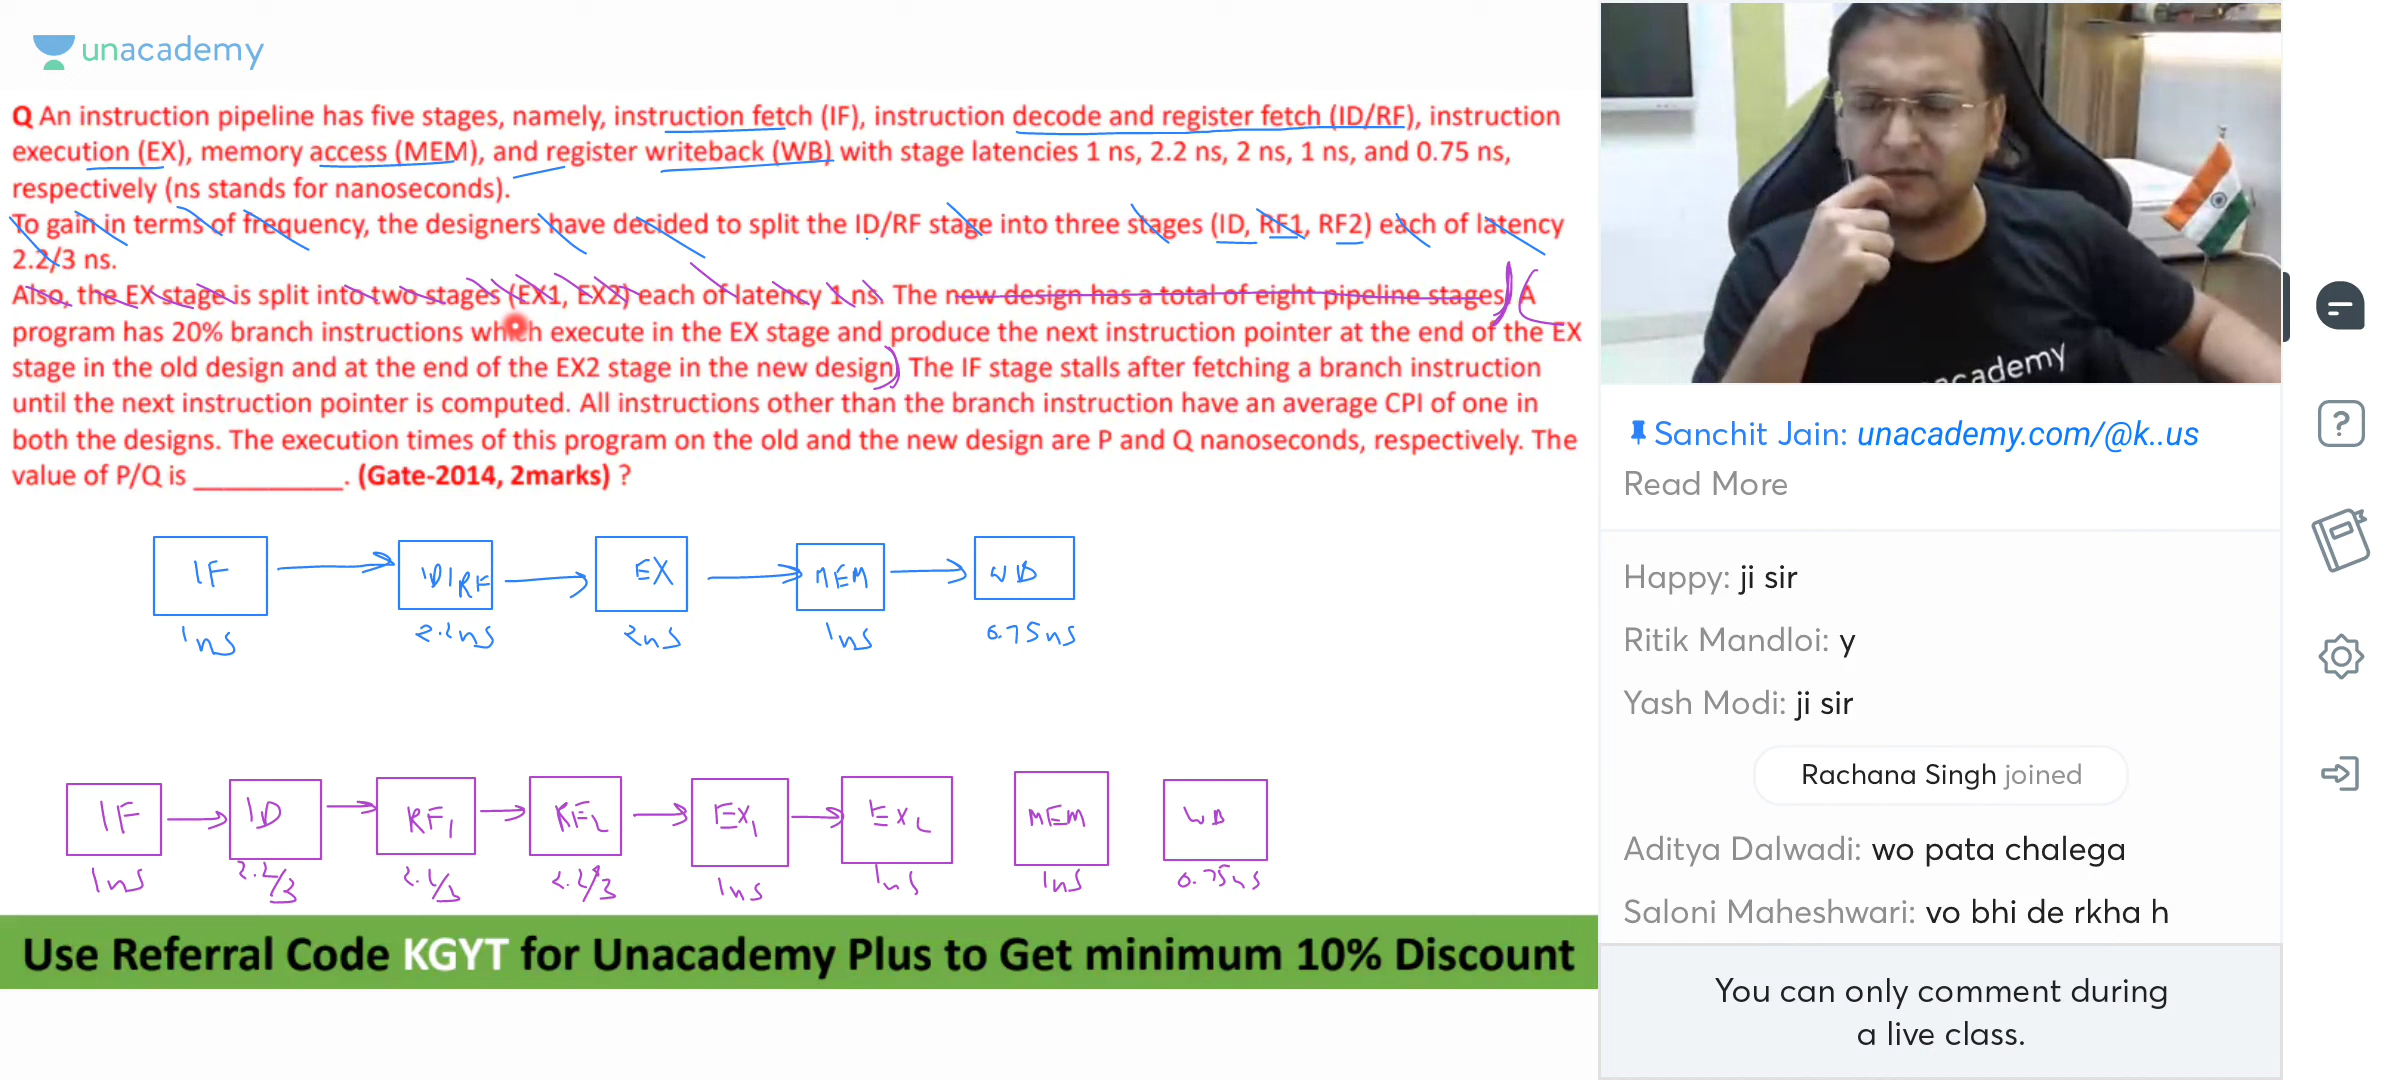 unacademy
Q An instruction pipeline has five stages, namely, instruction fetch (IF), instruction decode and register fetch (ID/RF), instruction
execution (EX), memory access (MEM), and register writeback (WB) with stage latencies 1 ns, 2.2 ns, 2 ns, 1 ns, and 0.75 ns,
respectively (ns stands for nanoseconds).
To gain in terms of frequency, the designers have decided to split the ID/RF stage into three stages (ID, RF1, RF2) each of latency
2.2/3 ns.
Also, the EX stage is split into two stages (EX1, EX2) each of latency 1 ns. The new design has a total of eight pipeline stages. A
program has 20% branch instructions which execute in the EX stage and produce the next instruction pointer at the end of the EX
stage in the old design and at the end of the EX2 stage in the new design. The IF stage stalls after fetching a branch instruction
until the next instruction pointer is computed. All instructions other than the branch instruction have an average CPI of one in
both the designs. The execution times of this program on the old and the new design are P and Q nanoseconds, respectively. The
value of P/Q is __________. (Gate-2014, 2marks) ?
IF ID/RF EX MEM WB
1ns 2.2ns 2ns 1ns 0.75ns
IF ID RF1 RF2 EX1 EX2 MEM WB
1ns 2.2/3 2.2/3 2.2/3 1ns 1ns 1ns 0.75ns
Use Referral Code KGYT for Unacademy Plus to Get minimum 10% Discount
academy
Sanchit Jain: unacademy.com/@k..us
Read More
Happy: ji sir
Ritik Mandloi: y
Yash Modi: ji sir
Rachana Singh joined
Aditya Dalwadi: wo pata chalega
Saloni Maheshwari: vo bhi de rkha h
You can only comment during
a live class.